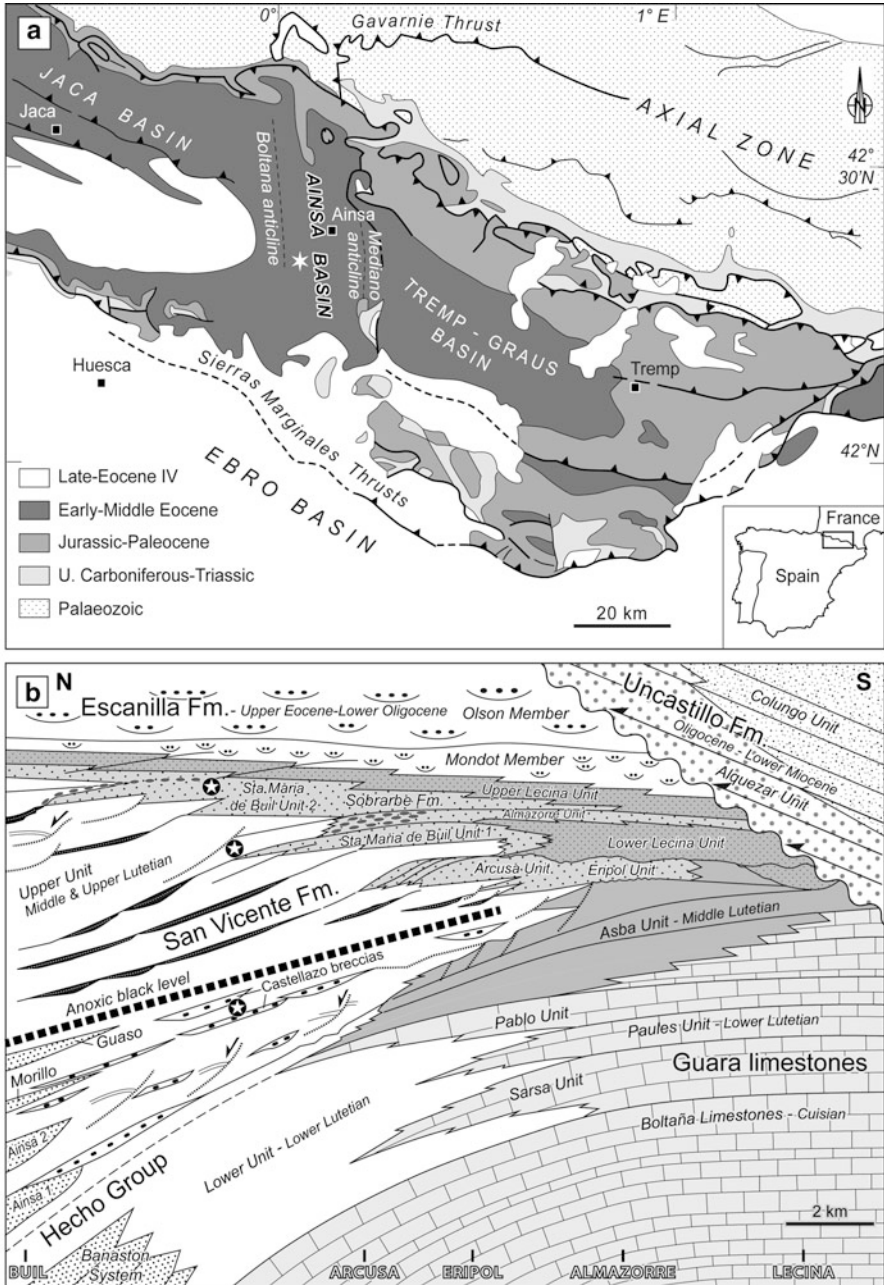 a
0°
Gavarnie Thrust
1° E
JACA BASIN
Jaca
AXIAL ZONE
N
42°
30'N
Boltana anticline
AINSA BASIN
Ainsa
Mediano
anticline
TREMP - GRAUS
BASIN
Tremp
Huesca
Sierras Marginales Thrusts
EBRO BASIN
42°N
Late-Eocene IV
Early-Middle Eocene
Jurassic-Paleocene
U. Carboniferous-Triassic
Palaeozoic
20 km
France
Spain
b
N
S
Escanilla Fm. - Upper Eocene-Lower Oligocene
Olson Member
Uncastillo Fm.
Oligocene - Lower Miocene
Colungo Unit
Alquezar Unit
Mondot Member
Sta.Mària
de Buil Unit 2
Sobrarbe Fm.
Upper Lecina Unit
Almazorre Unit
Sta Maria de Buil Unit 1
Lower Lecina Unit
Arcusa Unit.
Eripol Unit
Upper Unit
Middle & Upper Lutetian
San Vicente Fm.
Asba Unit - Middle Lutetian
Anoxic black level
Castellazo breccias
Guaso
Morillo
Pablo Unit
Paules Unit - Lower Lutetian
Guara limestones
Sarsa Unit
Boltaña Limestones - Cuisian
Ainsa 2
Ainsa 1
Lower Unit - Lower Lutetian
Hecho Group
Banaston
System
2 km
BUIL
ARCUSA
ERIPOL
ALMAZORRE
LECINA